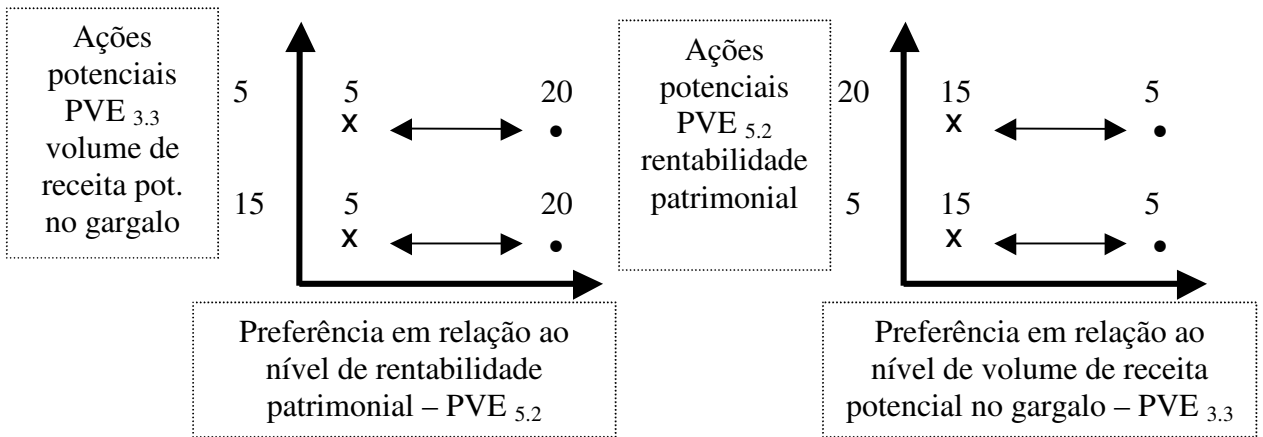 Ações
potenciais
PVE 3.3
volume de
receita pot.
no gargalo
5 5 20
x •
15 5 20
x •
Preferência em relação ao
nível de rentabilidade
patrimonial – PVE 5.2
Ações
potenciais
PVE 5.2
rentabilidade
patrimonial
20 15 5
x •
5 15 5
x •
Preferência em relação ao
nível de volume de receita
potencial no gargalo – PVE 3.3